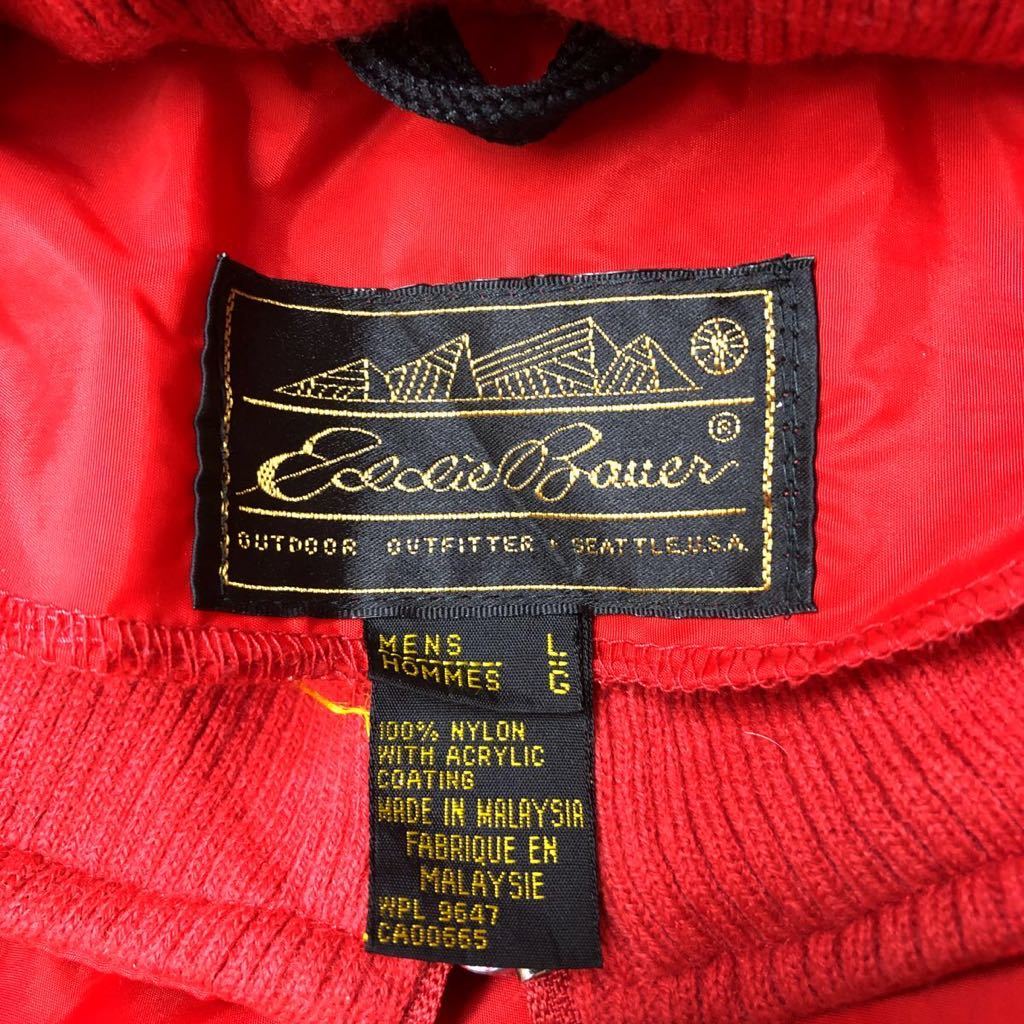 Eddie Bauer ®
OUTDOOR OUTFITTER · SEATTLE, U.S.A.
MENS L
HOMMES G
100% NYLON
WITH ACRYLIC
COATING
MADE IN MALAYSIA
FABRIQUE EN
MALAYSIE
WPL 9647
CA00665